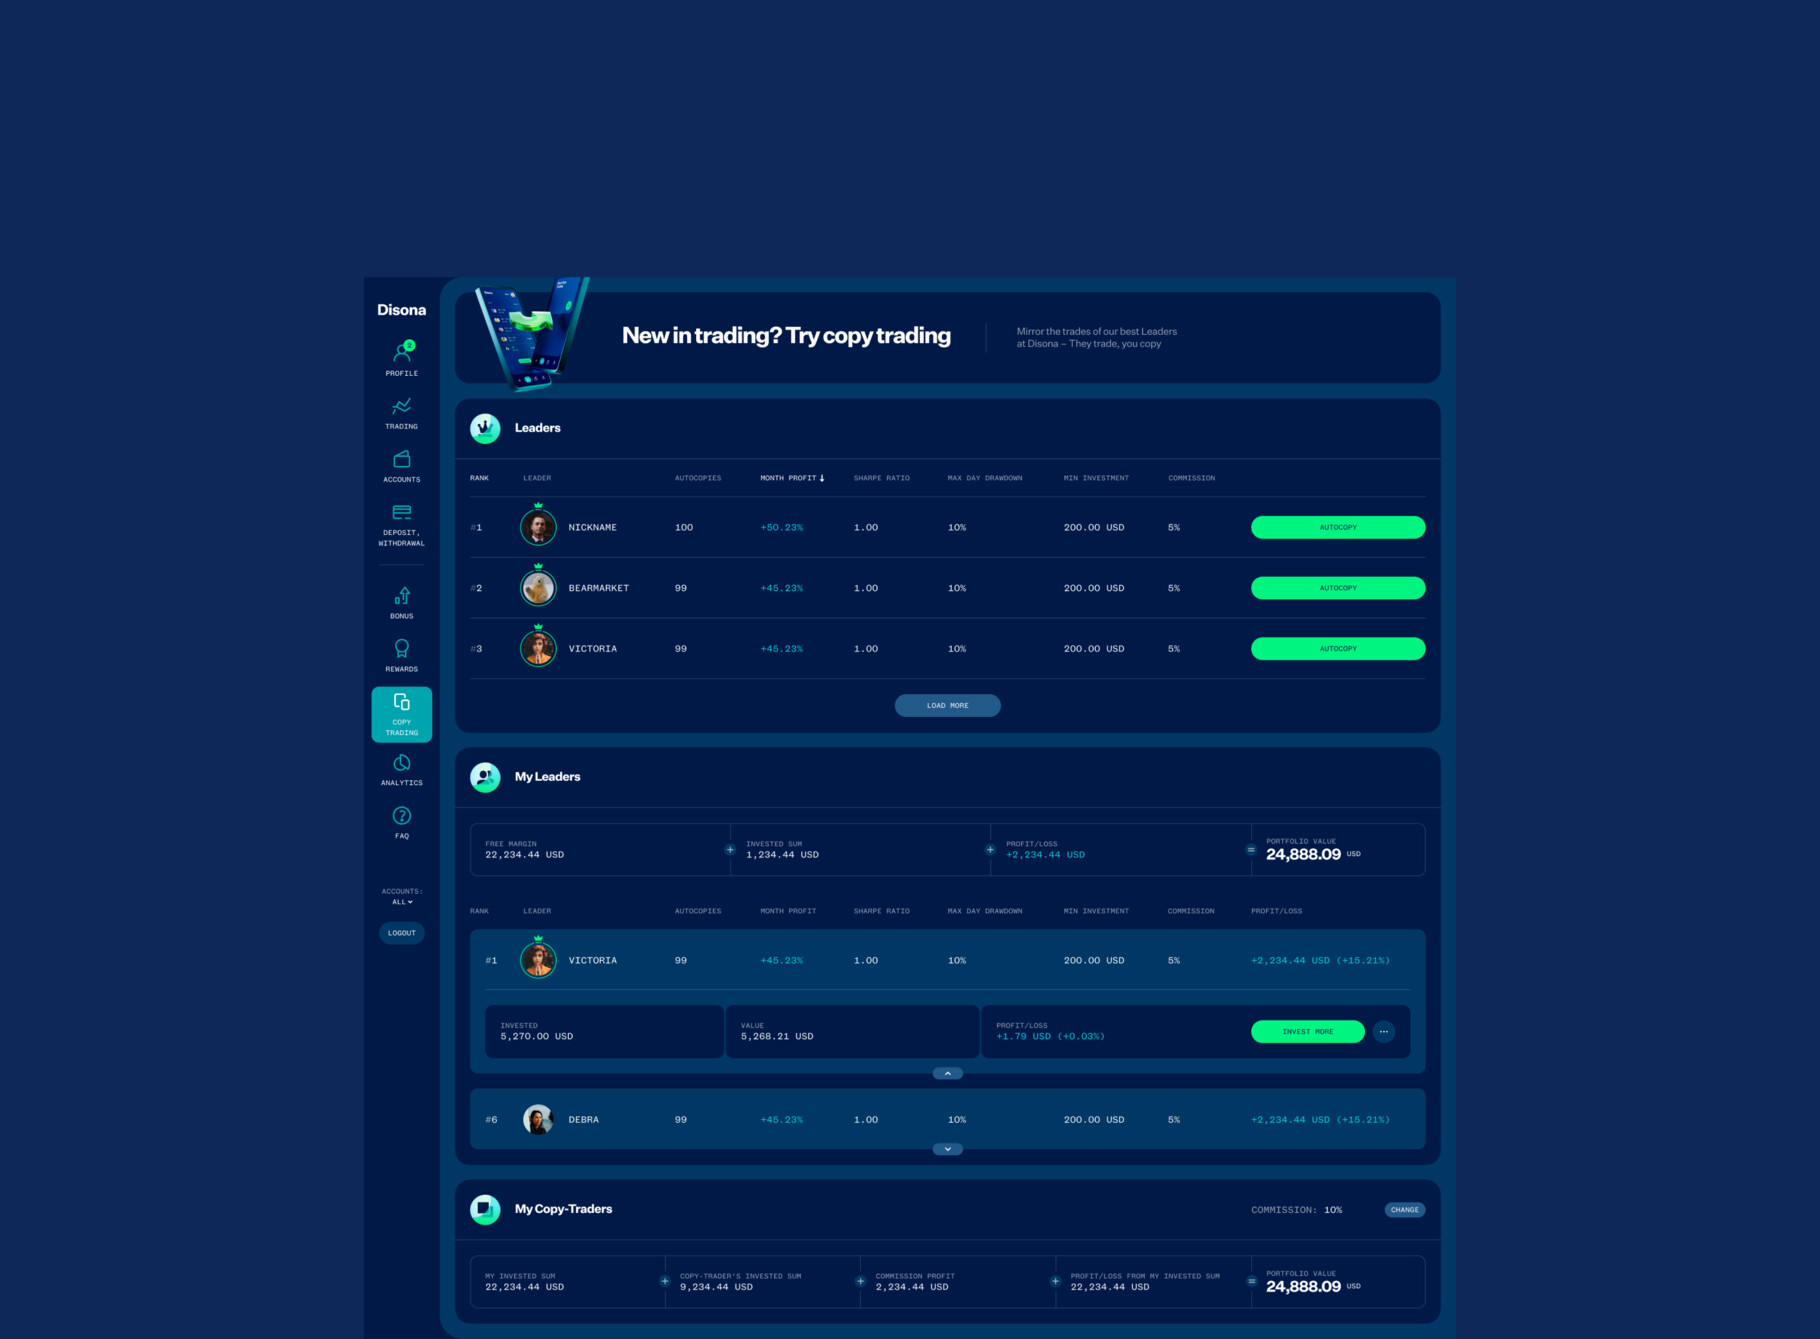 Disona
2
PROFILE
TRADING
ACCOUNTS
DEPOSIT,
WITHDRAWAL
BONUS
REWARDS
COPY
TRADING
ANALYTICS
FAQ
ACCOUNTS:
ALL
LOGOUT
New in trading? Try copy trading
Mirror the trades of our best Leaders
at Disona – They trade, you copy
Leaders
RANK LEADER AUTOCOPIES MONTH PROFIT ↓ SHARPE RATIO MAX DAY DRAWDOWN MIN INVESTMENT COMMISSION
#1 NICKNAME 100 +50.23% 1.00 10% 200.00 USD 5% AUTOCOPY
#2 BEARMARKET 99 +45.23% 1.00 10% 200.00 USD 5% AUTOCOPY
#3 VICTORIA 99 +45.23% 1.00 10% 200.00 USD 5% AUTOCOPY
LOAD MORE
My Leaders
FREE MARGIN + INVESTED SUM + PROFIT/LOSS = PORTFOLIO VALUE
22,234.44 USD 1,234.44 USD +2,234.44 USD 24,888.09 USD
RANK LEADER AUTOCOPIES MONTH PROFIT SHARPE RATIO MAX DAY DRAWDOWN MIN INVESTMENT COMMISSION PROFIT/LOSS
#1 VICTORIA 99 +45.23% 1.00 10% 200.00 USD 5% +2,234.44 USD (+15.21%)
INVESTED VALUE PROFIT/LOSS
5,270.00 USD 5,268.21 USD +1.79 USD (+0.03%) INVEST MORE ...
#6 DEBRA 99 +45.23% 1.00 10% 200.00 USD 5% +2,234.44 USD (+15.21%)
My Copy-Traders COMMISSION: 10% CHANGE
MY INVESTED SUM + COPY-TRADER'S INVESTED SUM + COMMISSION PROFIT + PROFIT/LOSS FROM MY INVESTED SUM = PORTFOLIO VALUE
22,234.44 USD 9,234.44 USD 2,234.44 USD 22,234.44 USD 24,888.09 USD